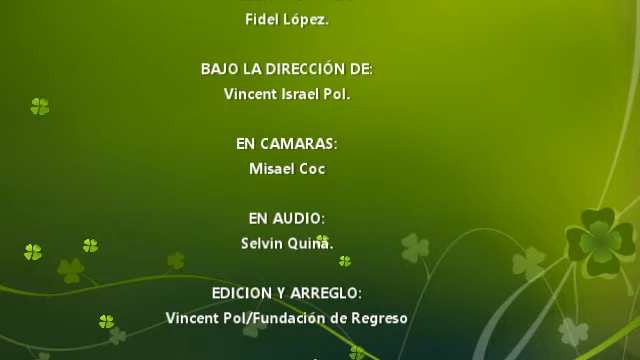 Fidel López.
BAJO LA DIRECCIÓN DE:
Vincent Israel Pol.
EN CAMARAS:
Misael Coc
EN AUDIO:
Selvin Quiná.
EDICION Y ARREGLO:
Vincent Pol/Fundación de Regreso